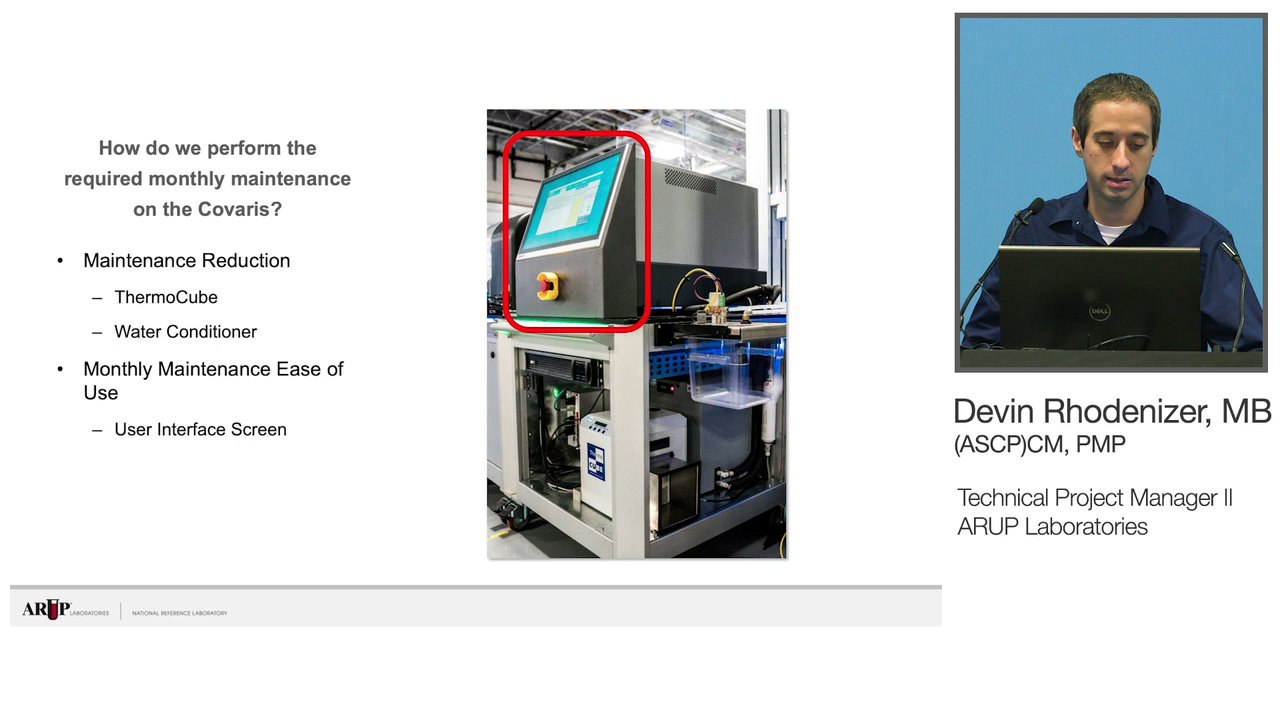 How do we perform the
required monthly maintenance
on the Covaris?
• Maintenance Reduction
– ThermoCube
– Water Conditioner
• Monthly Maintenance Ease of
Use
– User Interface Screen
ARUP LABORATORIES | NATIONAL REFERENCE LABORATORY
DELL
Devin Rhodenizer, MB
(ASCP)CM, PMP
Technical Project Manager II
ARUP Laboratories